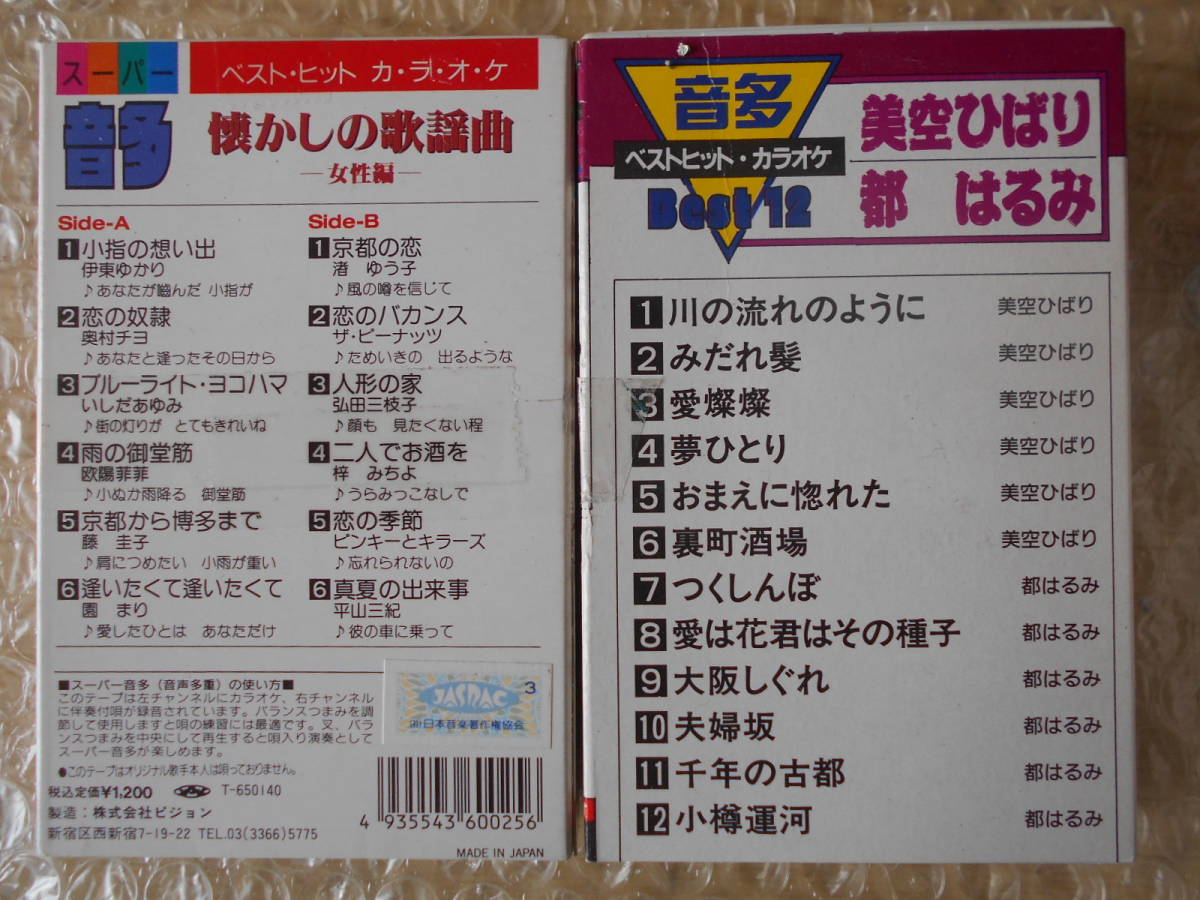 スーパー
ベスト・ヒット カ・ラ・オ・ケ
音多
懐かしの歌謡曲
―女性編―
Side-A
1 小指の想い出
伊東ゆかり
♪あなたが噛んだ 小指が
2 恋の奴隷
奥村チヨ
♪あなたと逢ったその日から
3 ブルーライト・ヨコハマ
いしだあゆみ
♪街の灯りが とてもきれいね
4 雨の御堂筋
欧陽菲菲
♪小ぬか雨降る 御堂筋
5 京都から博多まで
藤 圭子
♪肩につめたい 小雨が重い
6 逢いたくて逢いたくて
園 まり
♪愛したひとは あなただけ
Side-B
1 京都の恋
渚 ゆう子
♪風の噂を信じて
2 恋のバカンス
ザ・ピーナッツ
♪ためいきの 出るような
3 人形の家
弘田三枝子
♪顔も 見たくない程
4 二人でお酒を
梓 みちよ
♪うらみっこなしで
5 恋の季節
ピンキーとキラーズ
♪忘れられないの
6 真夏の出来事
平山三紀
♪彼の車に乗って
■スーパー音多（音声多重）の使い方■
このテープは左チャンネルにカラオケ、右チャンネル
に伴奏付唄が録音されています。バランスつまみを調
節して使用しますと唄の練習には最適です。又、バラ
ンスつまみを中央にして再生すると唄入り演奏として
スーパー音多が楽しめます。
●このテープはオリジナル歌手本人は唄っておりません。
税込定価¥1,200 T-650140
製造：株式会社ピジョン
新宿区西新宿7-19-22 TEL.03(3366)5775
3
JASRAC
(社)日本音楽著作権協会
4 935543 600256
MADE IN JAPAN
音多
ベストヒット・カラオケ
Best 12
美空ひばり
都 はるみ
1 川の流れのように 美空ひばり
2 みだれ髪 美空ひばり
3 愛燦燦 美空ひばり
4 夢ひとり 美空ひばり
5 おまえに惚れた 美空ひばり
6 裏町酒場 美空ひばり
7 つくしんぼ 都はるみ
8 愛は花君はその種子 都はるみ
9 大阪しぐれ 都はるみ
10 夫婦坂 都はるみ
11 千年の古都 都はるみ
12 小樽運河 都はるみ